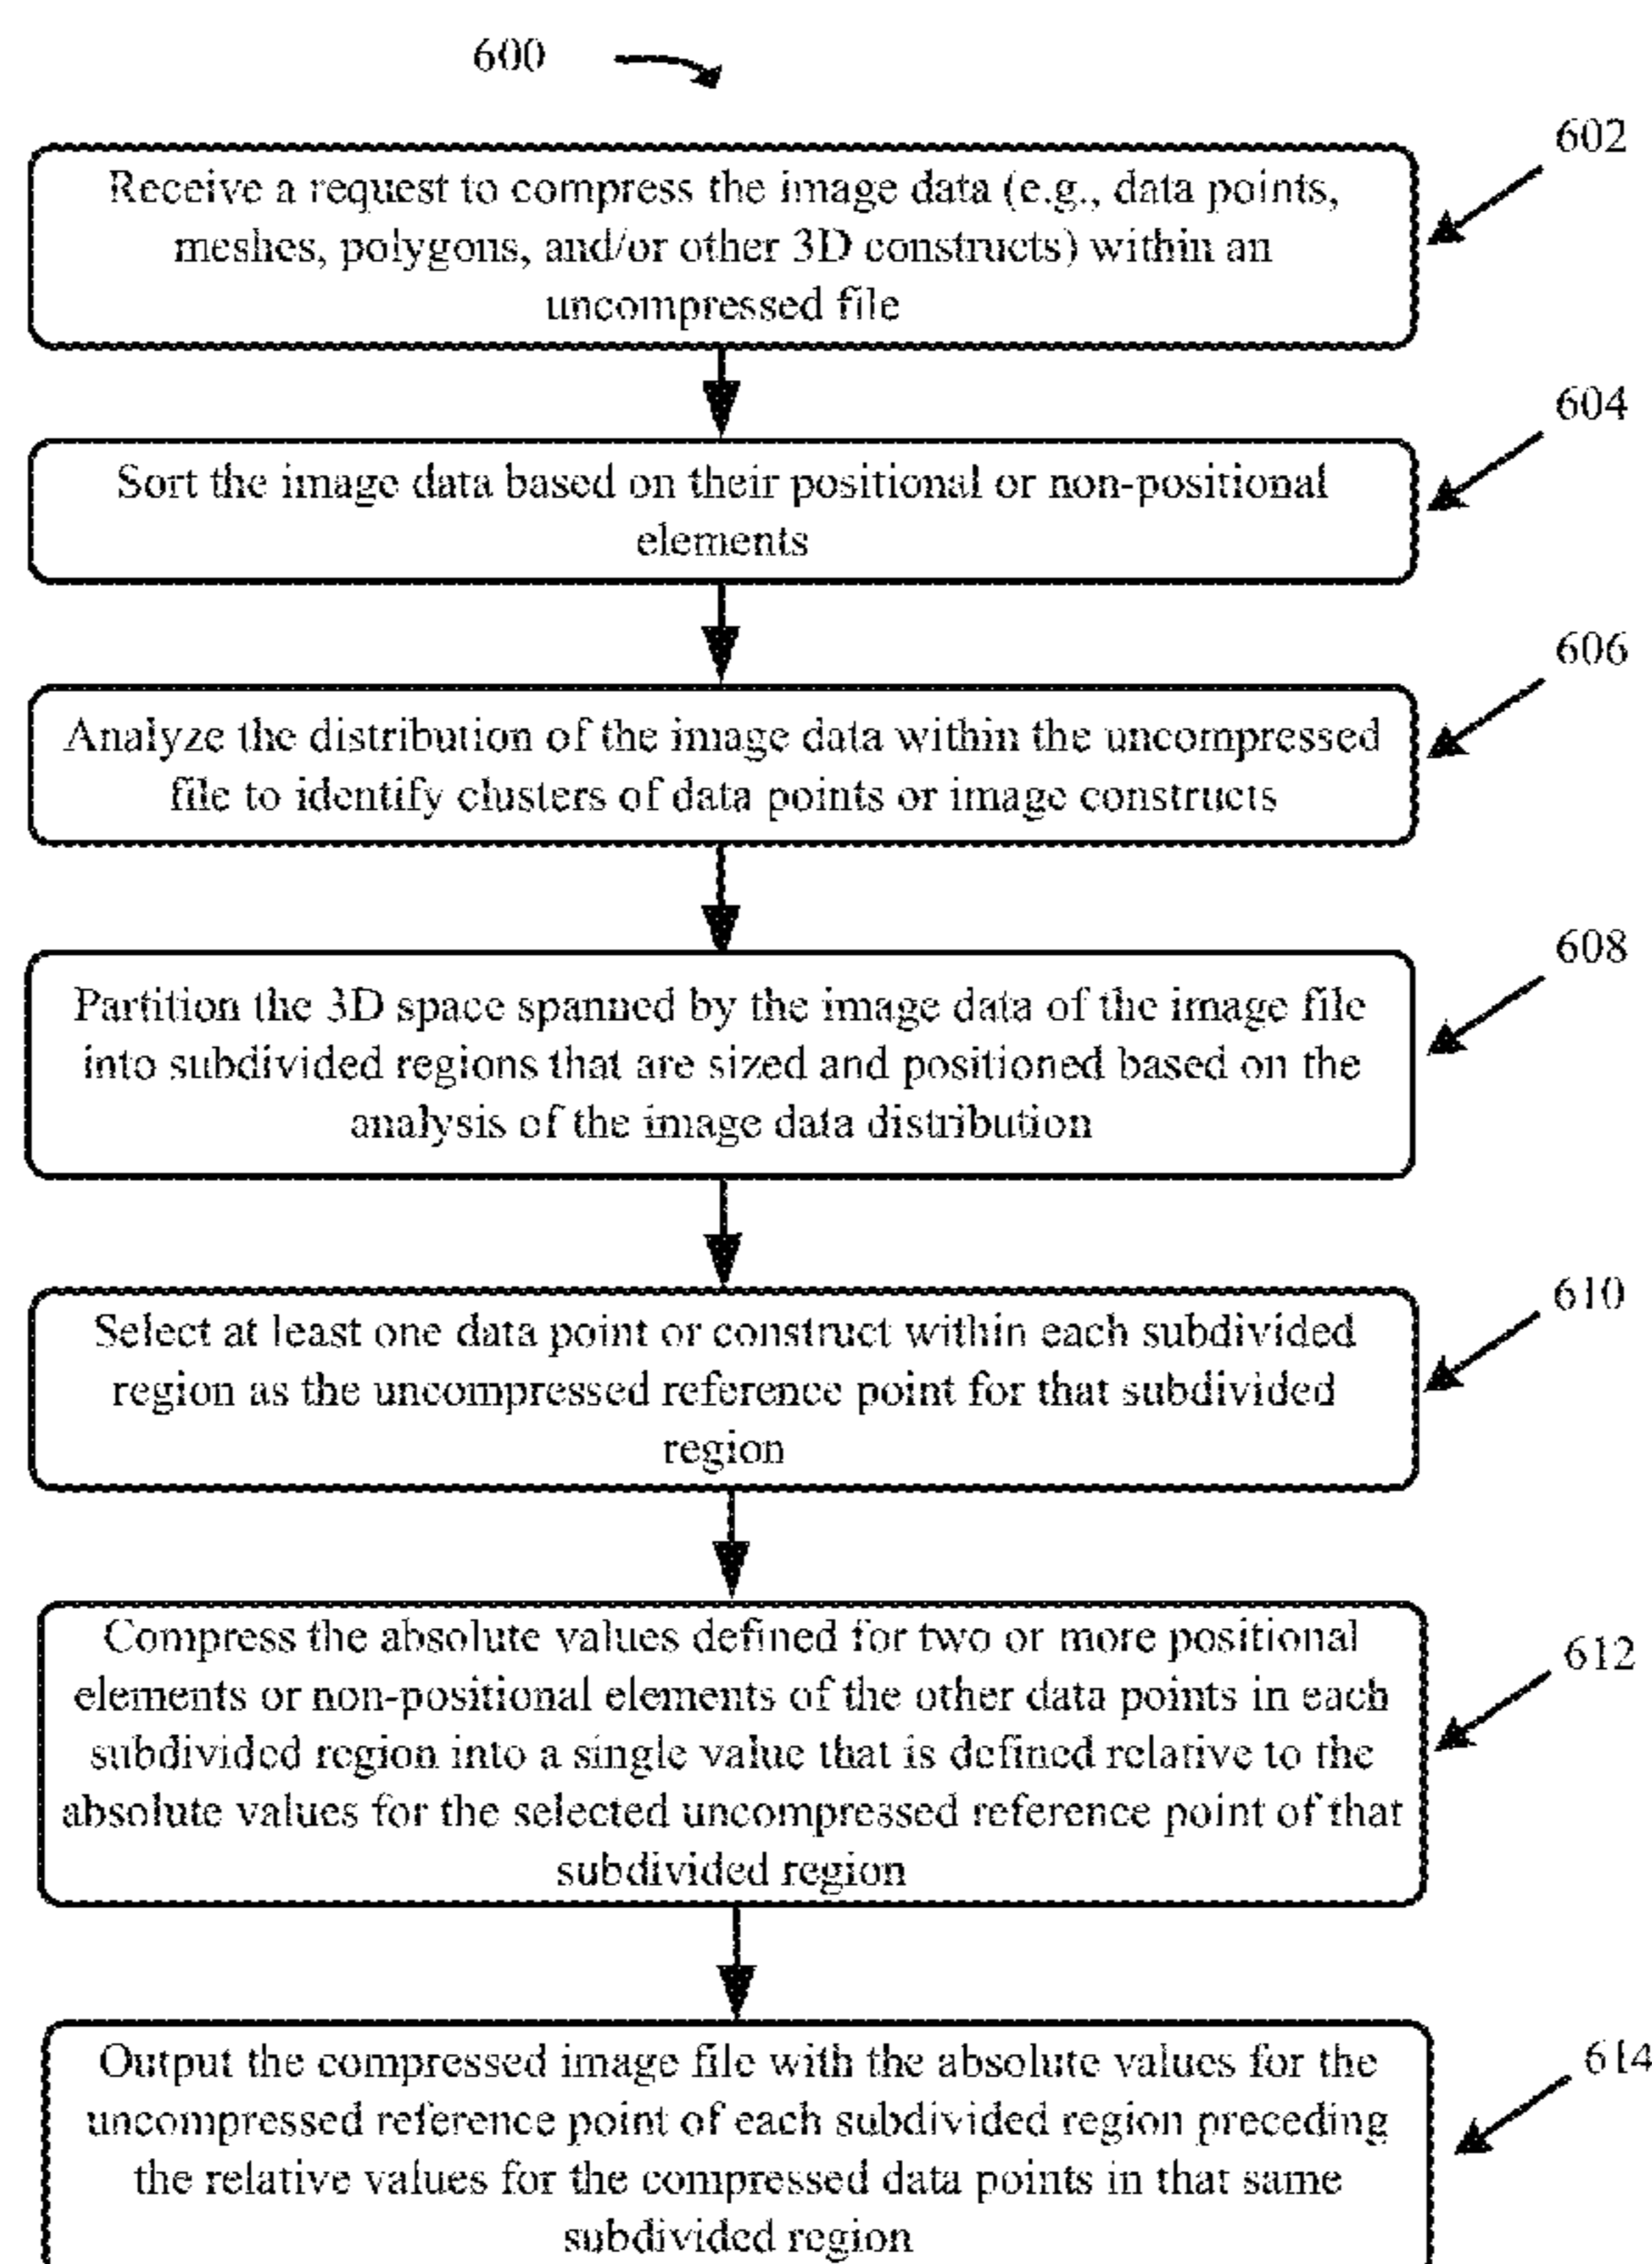 600
602
Receive a request to compress the image data (e.g., data points,
meshes, polygons, and/or other 3D constructs) within an
uncompressed file
604
Sort the image data based on their positional or non-positional
elements
606
Analyze the distribution of the image data within the uncompressed
file to identify clusters of data points or image constructs
608
Partition the 3D space spanned by the image data of the image file
into subdivided regions that are sized and positioned based on the
analysis of the image data distribution
610
Select at least one data point or construct within each subdivided
region as the uncompressed reference point for that subdivided
region
612
Compress the absolute values defined for two or more positional
elements or non-positional elements of the other data points in each
subdivided region into a single value that is defined relative to the
absolute values for the selected uncompressed reference point of that
subdivided region
614
Output the compressed image file with the absolute values for the
uncompressed reference point of each subdivided region preceding
the relative values for the compressed data points in that same
subdivided region